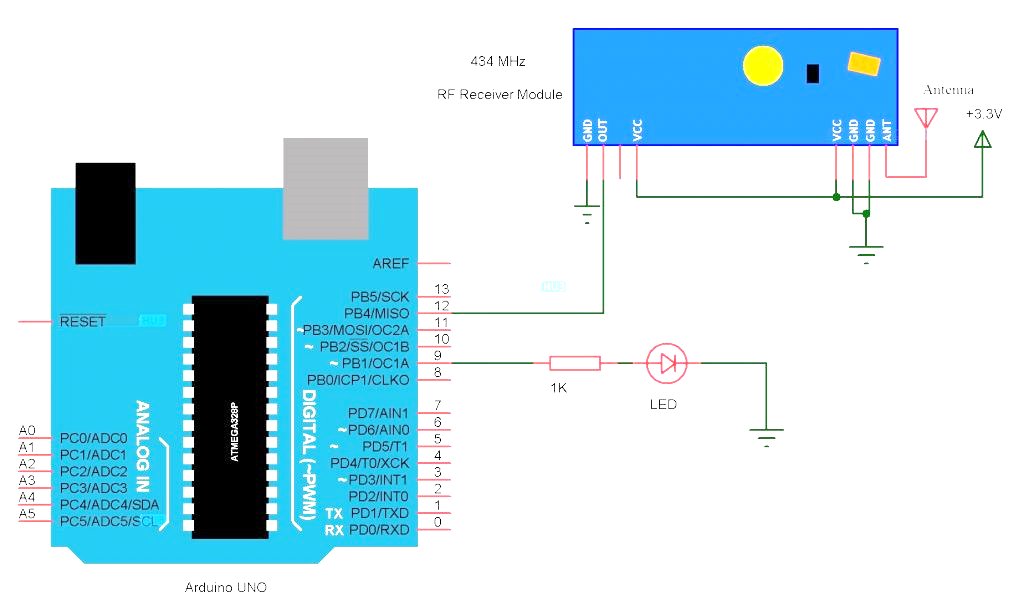 434 MHz
RF Receiver Module
GND
OUT
VCC
VCC
GND
GND
ANT
Antenna
+3.3V
AREF
PB5/SCK 13
PB4/MISO 12
~PB3/MOSI/OC2A 11
~ PB2/SS/OC1B 10
~ PB1/OC1A 9
PB0/ICP1/CLKO 8
PD7/AIN1 7
~PD6/AIN0 6
~ PD5/T1 5
PD4/T0/XCK 4
~PD3/INT1 3
PD2/INT0 2
TX PD1/TXD 1
RX PD0/RXD 0
RESET
ATMEGA328P
DIGITAL (~PWM)
ANALOG IN
A0 PC0/ADC0
A1 PC1/ADC1
A2 PC2/ADC2
A3 PC3/ADC3
A4 PC4/ADC4/SDA
A5 PC5/ADC5/SCL
1K
LED
Arduino UNO